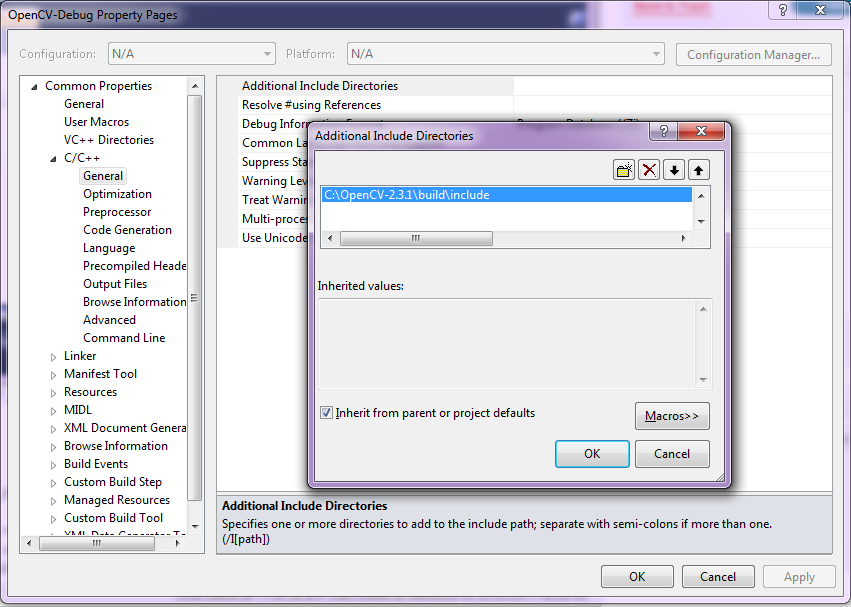 OpenCV-Debug Property Pages
Configuration: N/A Platform: N/A Configuration Manager...
Common Properties
General
User Macros
VC++ Directories
C/C++
General
Optimization
Preprocessor
Code Generation
Language
Precompiled Heade
Output Files
Browse Information
Advanced
Command Line
Linker
Manifest Tool
Resources
MIDL
XML Document Genera
Browse Information
Build Events
Custom Build Step
Managed Resources
Custom Build Tool
XML Data Generator To
Additional Include Directories
Resolve #using References
Debug Information Format
Common La
Suppress Sta
Warning Lev
Treat Warnin
Multi-proces
Use Unicode
Additional Include Directories
C:\OpenCV-2.3.1\build\include
Inherited values:
Inherit from parent or project defaults
Macros>>
OK Cancel
Additional Include Directories
Specifies one or more directories to add to the include path; separate with semi-colons if more than one.
(/I[path])
OK Cancel Apply